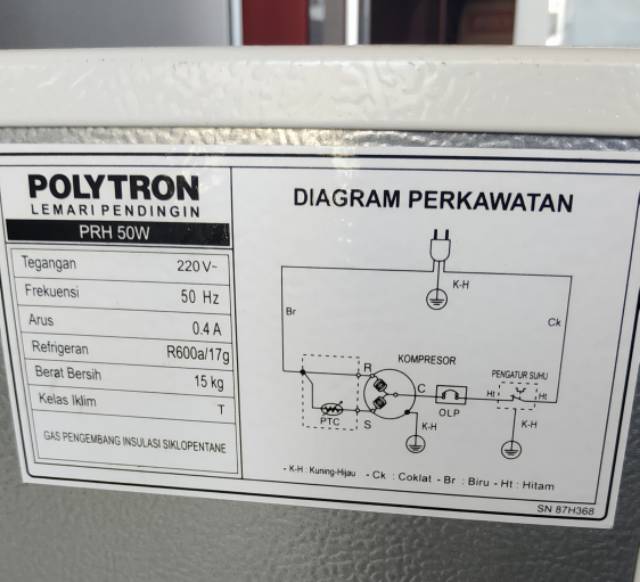 POLYTRON
LEMARI PENDINGIN
PRH 50W
Tegangan 220 V~
Frekuensi 50 Hz
Arus 0.4 A
Refrigeran R600a/17g
Berat Bersih 15 kg
Kelas Iklim T
GAS PENGEMBANG INSULASI SIKLOPENTANE
DIAGRAM PERKAWATAN
K-H
Br
Ck
KOMPRESOR
PENGATUR SUHU
R
C
OLP
Ht
Ht
PTC
S
K-H
K-H
- K-H : Kuning-Hijau - Ck : Coklat - Br : Biru - Ht : Hitam
SN 87H368